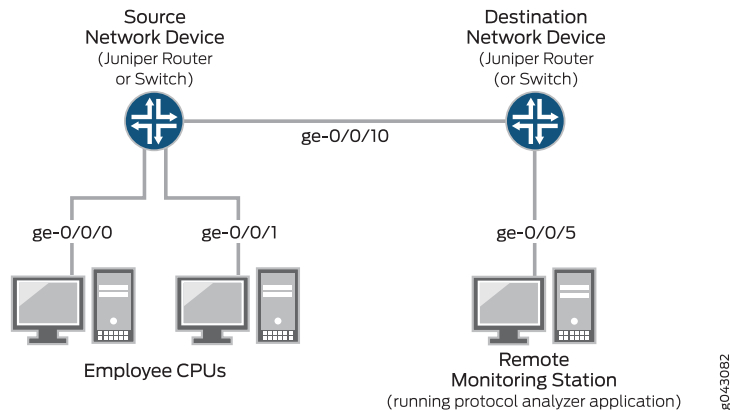 Source
Network Device
(Juniper Router
or Switch)
Destination
Network Device
(Juniper Router
(or Switch)
ge-0/0/10
ge-0/0/0
ge-0/0/1
ge-0/0/5
Employee CPUs
Remote
Monitoring Station
(running protocol analyzer application)
g043082